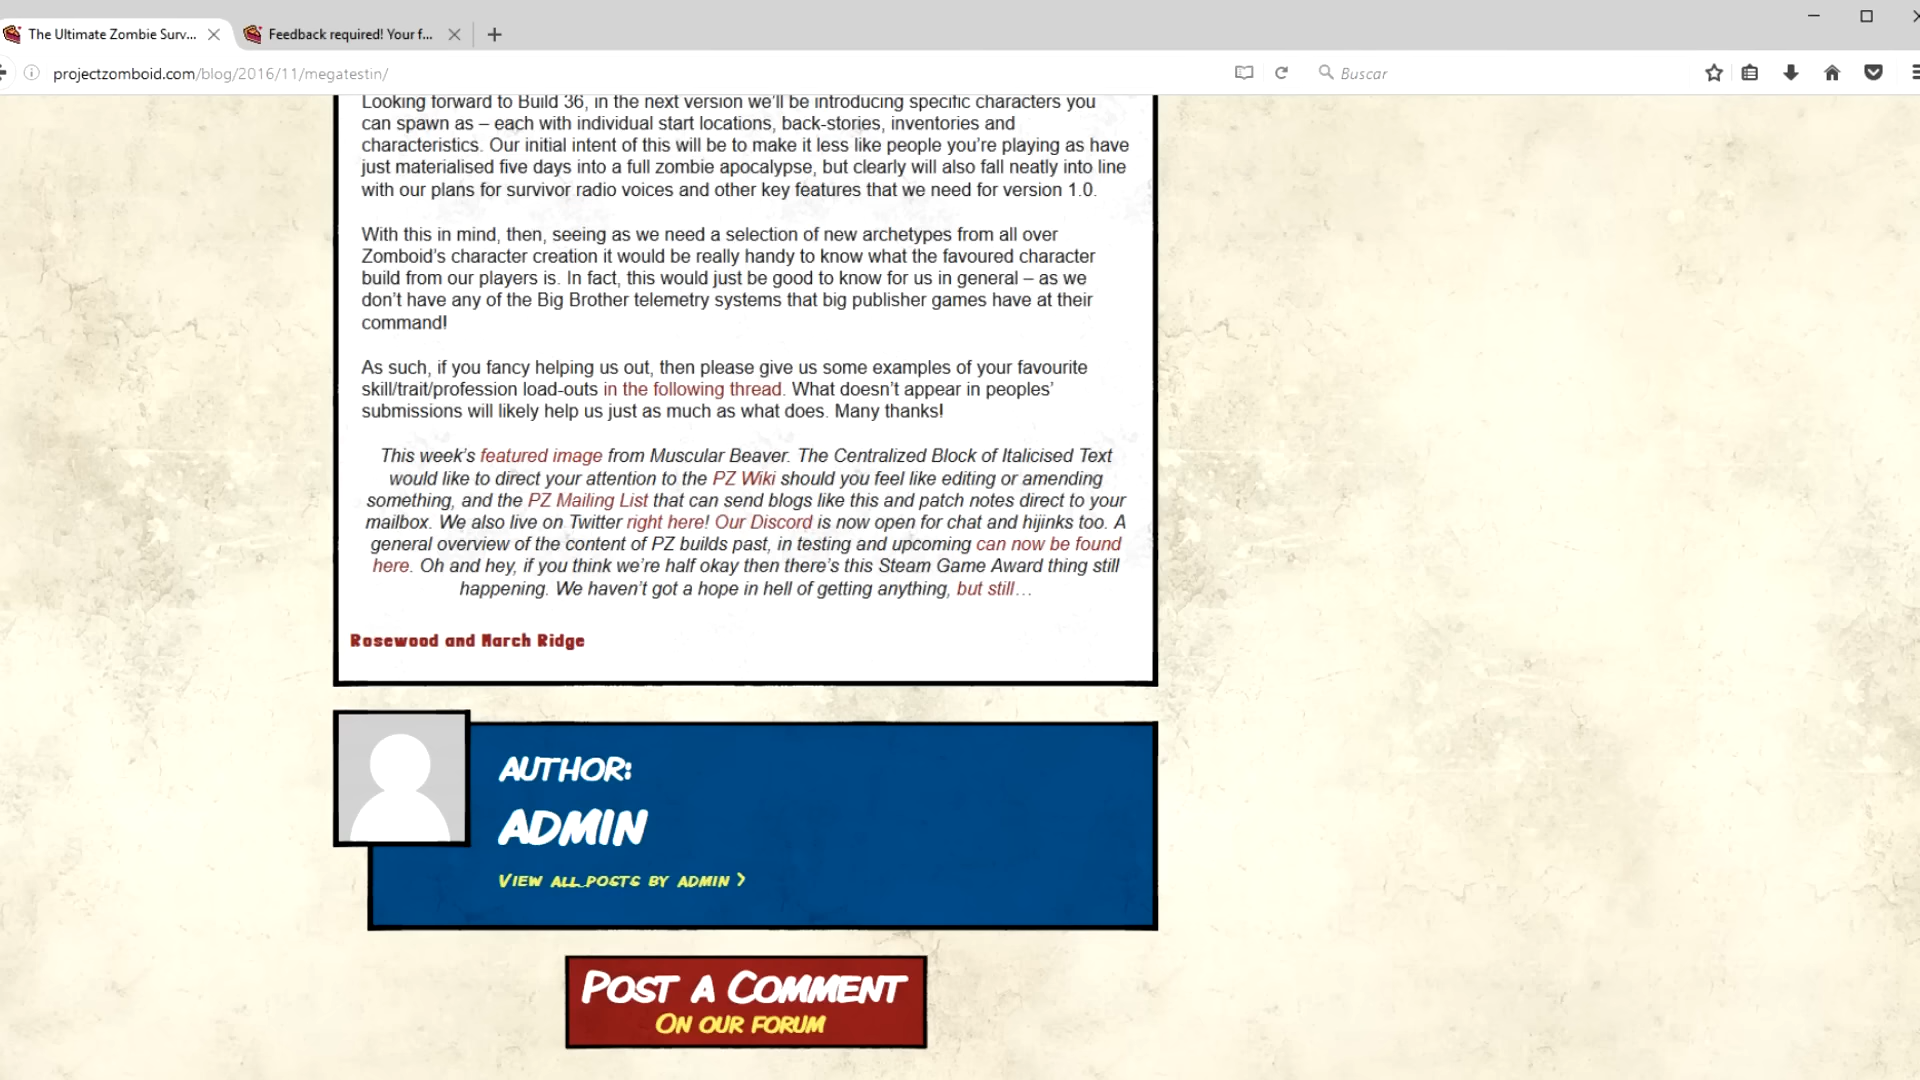 The Ultimate Zombie Surv...
Feedback required! Your f...
projectzomboid.com/blog/2016/11/megatestin/
Buscar
Looking forward to Build 36, in the next version we'll be introducing specific characters you
can spawn as – each with individual start locations, back-stories, inventories and
characteristics. Our initial intent of this will be to make it less like people you're playing as have
just materialised five days into a full zombie apocalypse, but clearly will also fall neatly into line
with our plans for survivor radio voices and other key features that we need for version 1.0.
With this in mind, then, seeing as we need a selection of new archetypes from all over
Zomboid's character creation it would be really handy to know what the favoured character
build from our players is. In fact, this would just be good to know for us in general – as we
don't have any of the Big Brother telemetry systems that big publisher games have at their
command!
As such, if you fancy helping us out, then please give us some examples of your favourite
skill/trait/profession load-outs in the following thread. What doesn't appear in peoples'
submissions will likely help us just as much as what does. Many thanks!
This week's featured image from Muscular Beaver. The Centralized Block of Italicised Text
would like to direct your attention to the PZ Wiki should you feel like editing or amending
something, and the PZ Mailing List that can send blogs like this and patch notes direct to your
mailbox. We also live on Twitter right here! Our Discord is now open for chat and hijinks too. A
general overview of the content of PZ builds past, in testing and upcoming can now be found
here. Oh and hey, if you think we're half okay then there's this Steam Game Award thing still
happening. We haven't got a hope in hell of getting anything, but still…
Rosewood and March Ridge
AUTHOR:
ADMIN
VIEW ALL POSTS BY ADMIN >
POST A COMMENT
ON OUR FORUM